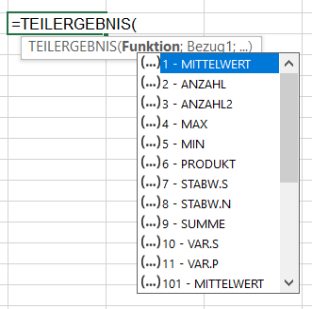 =TEILERGEBNIS(
TEILERGEBNIS(Funktion; Bezug1; ...)
(...) 1 - MITTELWERT
(...) 2 - ANZAHL
(...) 3 - ANZAHL2
(...) 4 - MAX
(...) 5 - MIN
(...) 6 - PRODUKT
(...) 7 - STABW.S
(...) 8 - STABW.N
(...) 9 - SUMME
(...) 10 - VAR.S
(...) 11 - VAR.P
(...) 101 - MITTELWERT